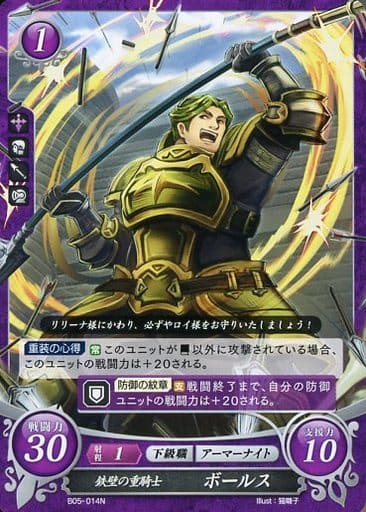 1
リリーナ様にかわり、必ずやロイ様をお守りいたしましょう!
重装の心得 常 このユニットが■以外に攻撃されている場合、
このユニットの戦闘力は+20される。
防御の紋章 支 戦闘終了まで、自分の防御
ユニットの戦闘力は+20される。
戦闘力
30
射程 1
下級職
アーマーナイト
支援力
10
鉄壁の重騎士 ボールス
B05-014N
Illust:猫囃子